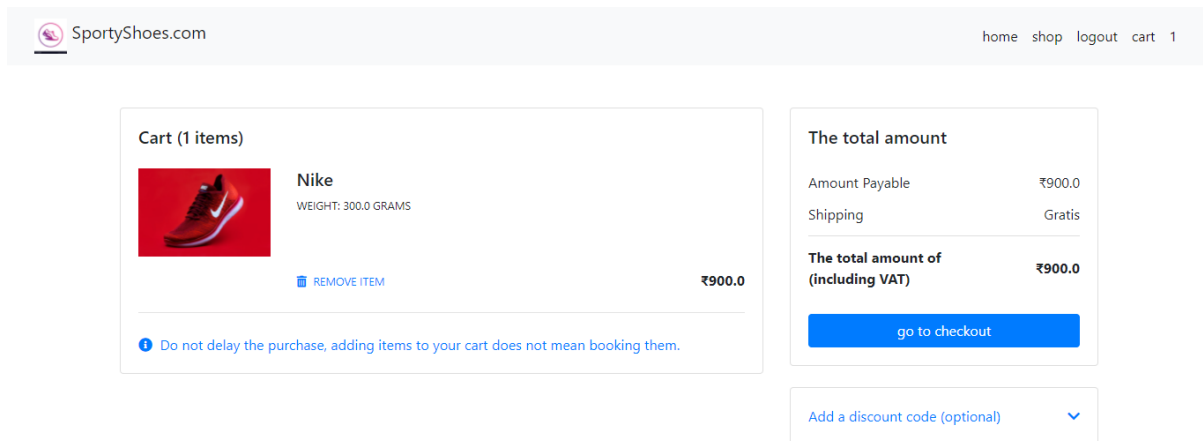 SportyShoes.com
home shop logout cart 1
Cart (1 items)
Nike
WEIGHT: 300.0 GRAMS
REMOVE ITEM
₹900.0
Do not delay the purchase, adding items to your cart does not mean booking them.
The total amount
Amount Payable ₹900.0
Shipping Gratis
The total amount of
(including VAT) ₹900.0
go to checkout
Add a discount code (optional)